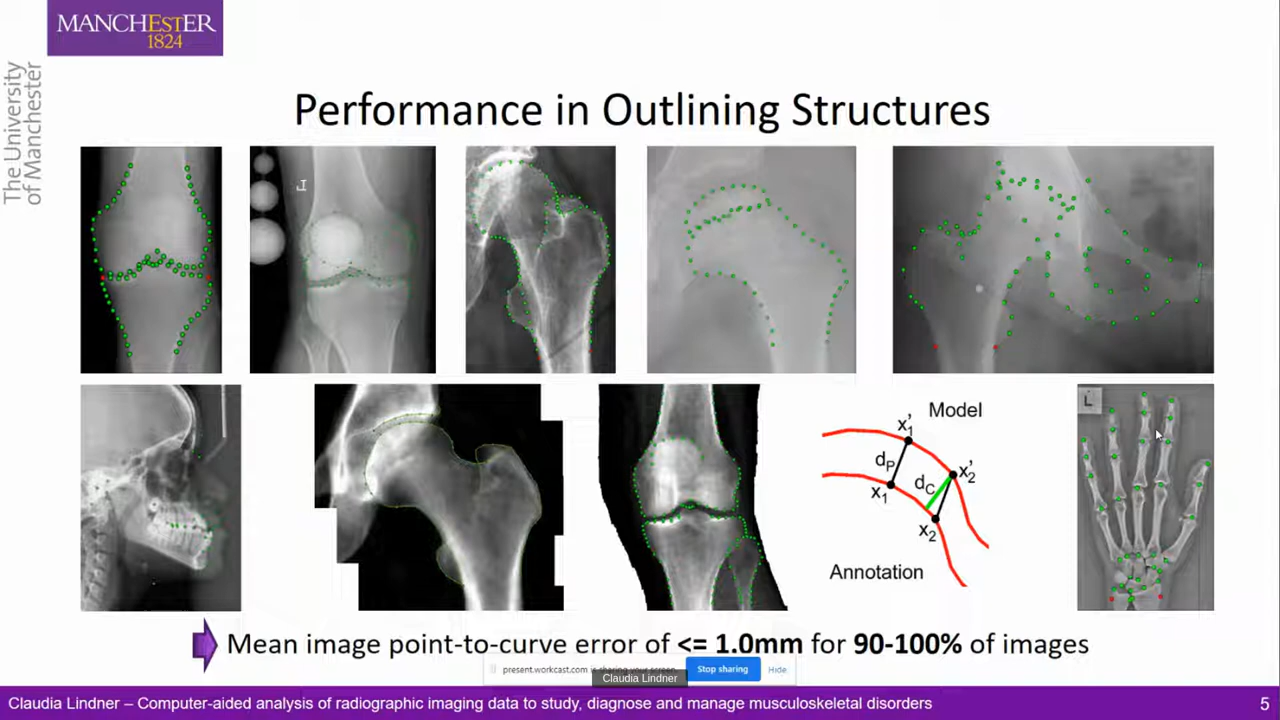 MANCHESTER
1824
The University
of Manchester
Performance in Outlining Structures
L
Model
x₁'
dP
x₂'
x₁
dC
x₂
Annotation
Mean image point-to-curve error of <= 1.0mm for 90-100% of images
present.workcast.com is sharing your screen.
Stop sharing
Hide
Claudia Lindner
Claudia Lindner – Computer-aided analysis of radiographic imaging data to study, diagnose and manage musculoskeletal disorders
5